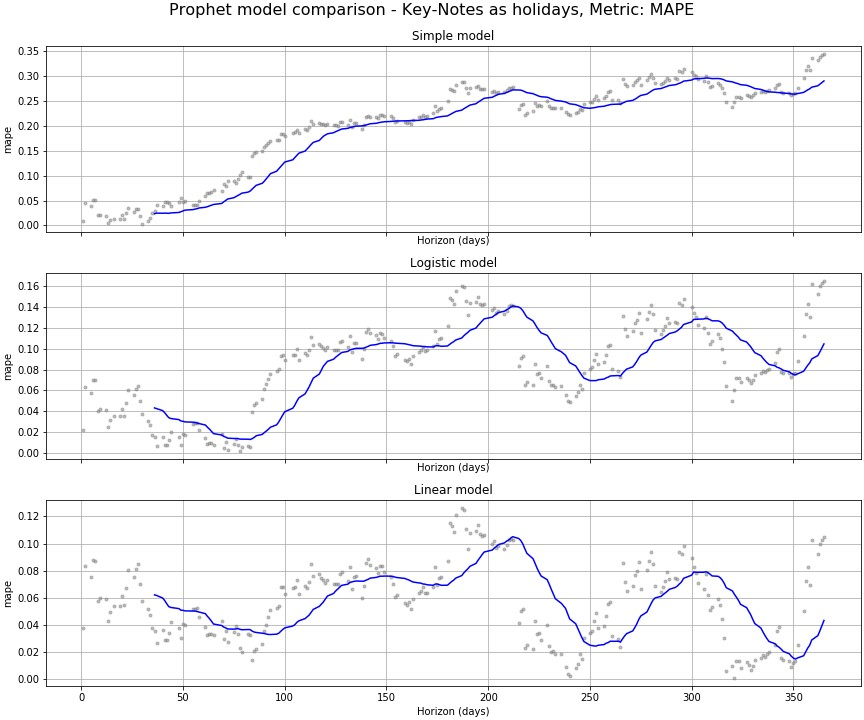 Prophet model comparison - Key-Notes as holidays, Metric: MAPE
Simple model
0.35
0.30
0.25
0.20
0.15
0.10
0.05
0.00
mape
Horizon (days)
Logistic model
0.16
0.14
0.12
0.10
0.08
0.06
0.04
0.02
0.00
mape
Horizon (days)
Linear model
0.12
0.10
0.08
0.06
0.04
0.02
0.00
mape
0 50 100 150 200 250 300 350
Horizon (days)